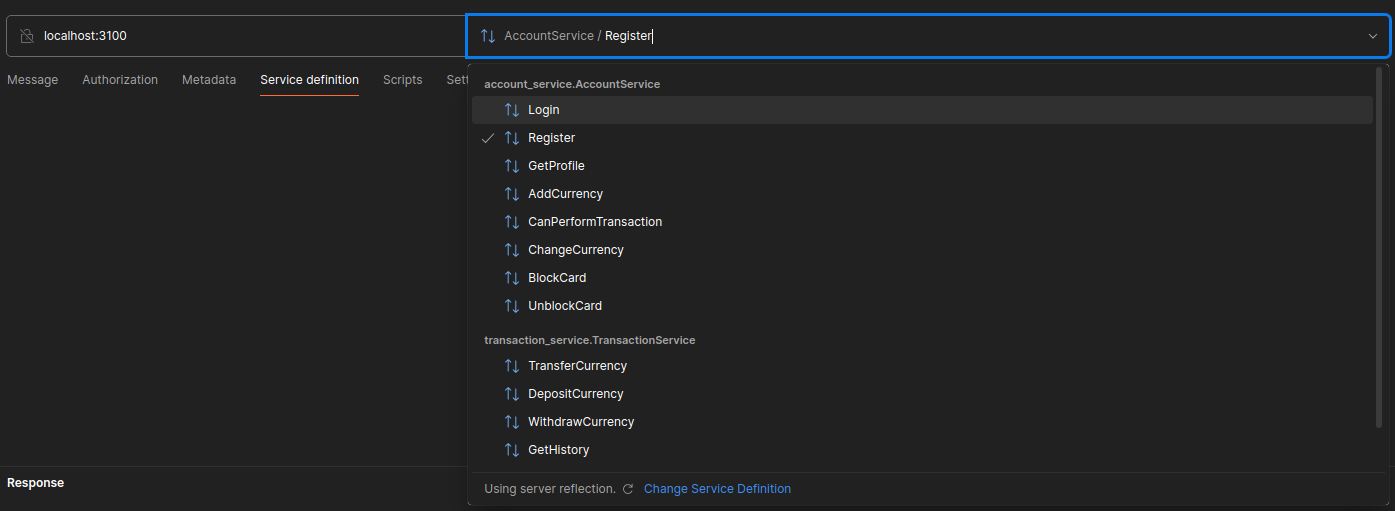 localhost:3100
AccountService / Register
Message Authorization Metadata Service definition Scripts Sett
account_service.AccountService
Login
Register
GetProfile
AddCurrency
CanPerformTransaction
ChangeCurrency
BlockCard
UnblockCard
transaction_service.TransactionService
TransferCurrency
DepositCurrency
WithdrawCurrency
GetHistory
Response
Using server reflection. Change Service Definition